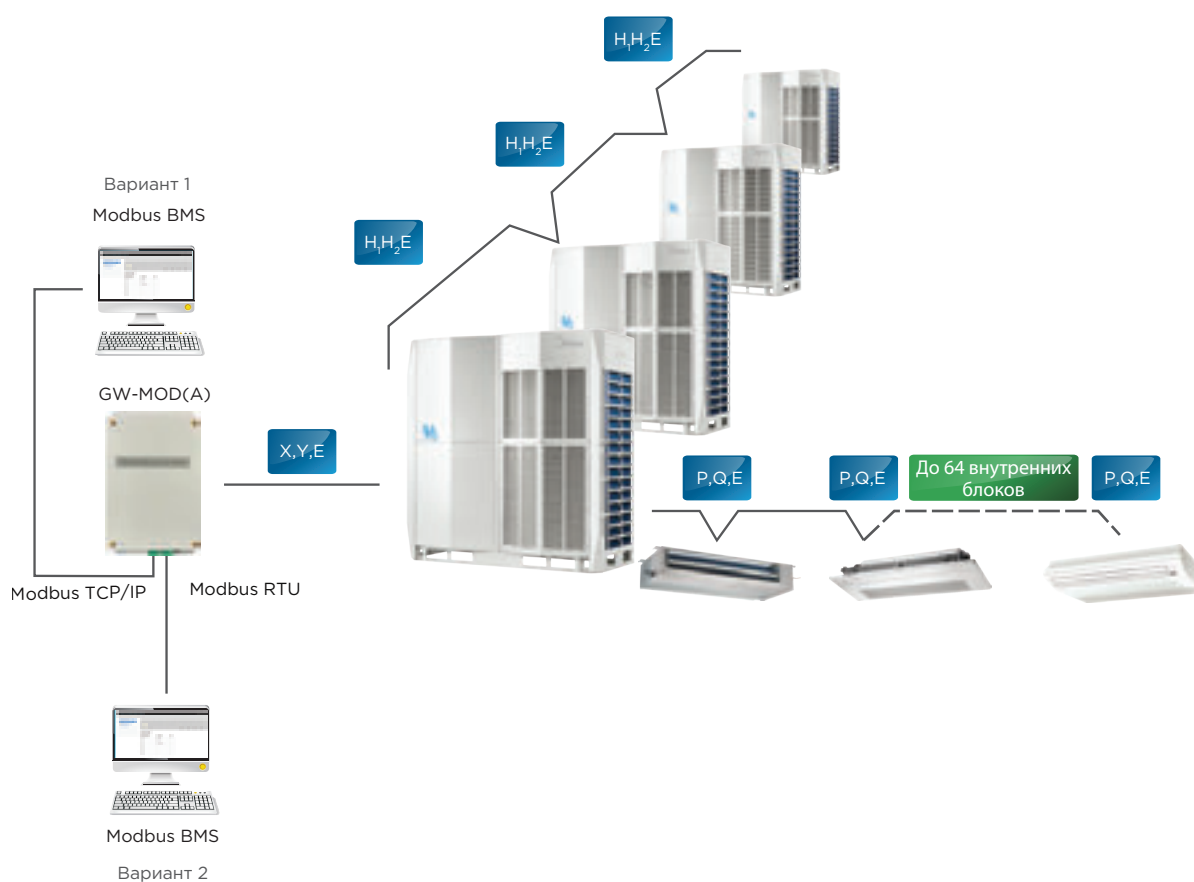 H₁H₂E
H₁H₂E
Вариант 1
Modbus BMS
H₁H₂E
GW-MOD(A)
X,Y,E
P,Q,E
P,Q,E
До 64 внутренних
блоков
P,Q,E
Modbus TCP/IP
Modbus RTU
Modbus BMS
Вариант 2